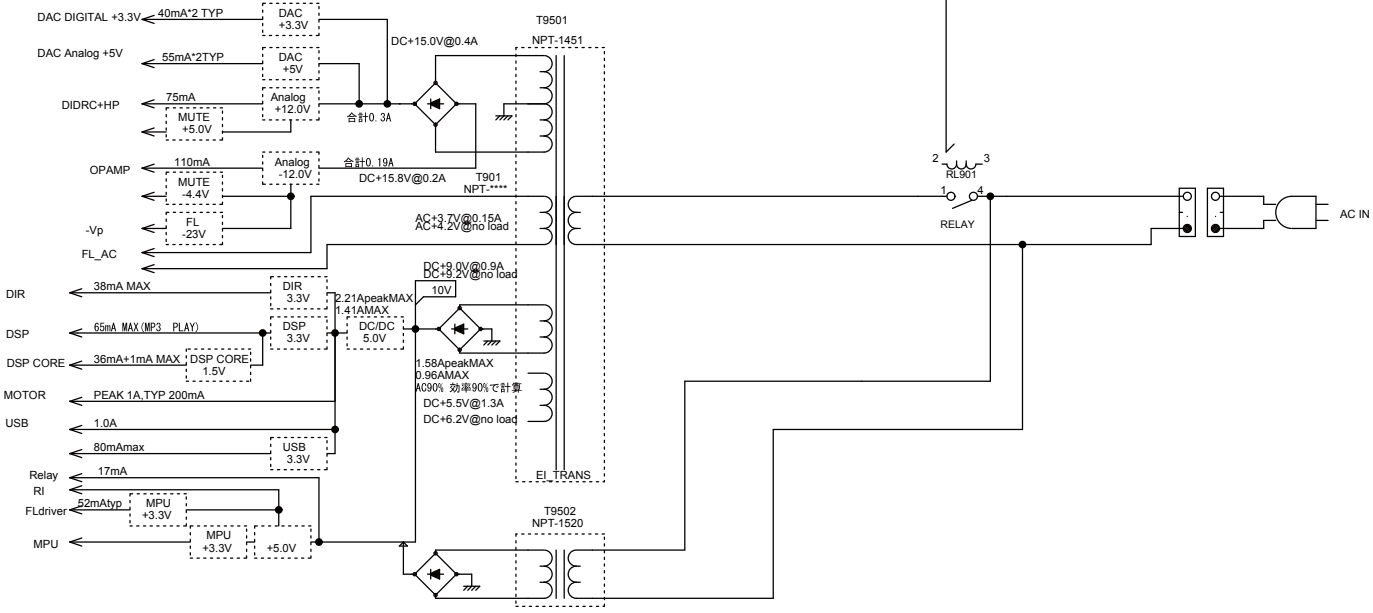 DAC DIGITAL +3.3V
40mA*2 TYP
DAC
+3.3V
DAC Analog +5V
55mA*2TYP
DAC
+5V
DIDRC+HP
75mA
Analog
+12.0V
MUTE
+5.0V
合計0.3A
DC+15.0V@0.4A
T9501
NPT-1451
OPAMP
110mA
Analog
-12.0V
合計0.19A
DC+15.8V@0.2A
MUTE
-4.4V
T901
NPT-****
-Vp
FL
-23V
AC+3.7V@0.15A
AC+4.2V@no load
FL_AC
2
3
RL901
1
4
RELAY
AC IN
DIR
38mA MAX
DIR
3.3V
DC+9.0V@0.9A
DC+9.2V@no load
10V
2.21ApeakMAX
1.41AMAX
DSP
65mA MAX(MP3 PLAY)
DSP
3.3V
DC/DC
5.0V
DSP CORE
36mA+1mA MAX
DSP CORE
1.5V
1.58ApeakMAX
0.96AMAX
AC90% 効率90%で計算
DC+5.5V@1.3A
DC+6.2V@no load
MOTOR
PEAK 1A,TYP 200mA
USB
1.0A
80mAmax
USB
3.3V
Relay
17mA
EI_TRANS
RI
FLdriver
52mAtyp
MPU
+3.3V
T9502
NPT-1520
MPU
MPU
+3.3V
+5.0V